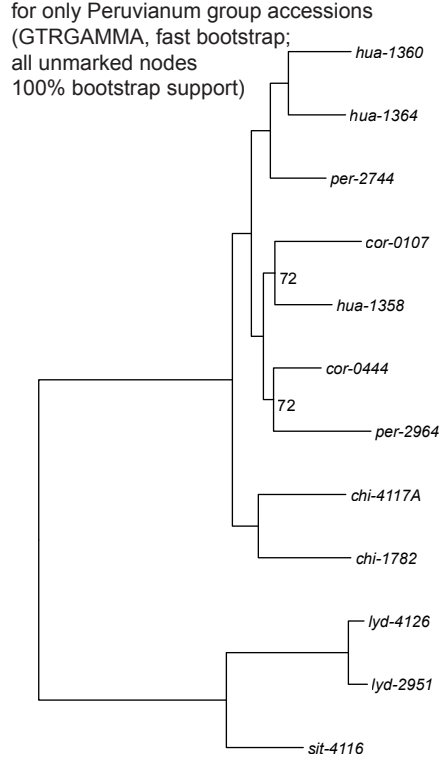 for only Peruvianum group accessions
(GTRGAMMA, fast bootstrap;
all unmarked nodes
100% bootstrap support)
hua-1360
hua-1364
per-2744
cor-0107
72
hua-1358
cor-0444
72
per-2964
chi-4117A
chi-1782
lyd-4126
lyd-2951
sit-4116